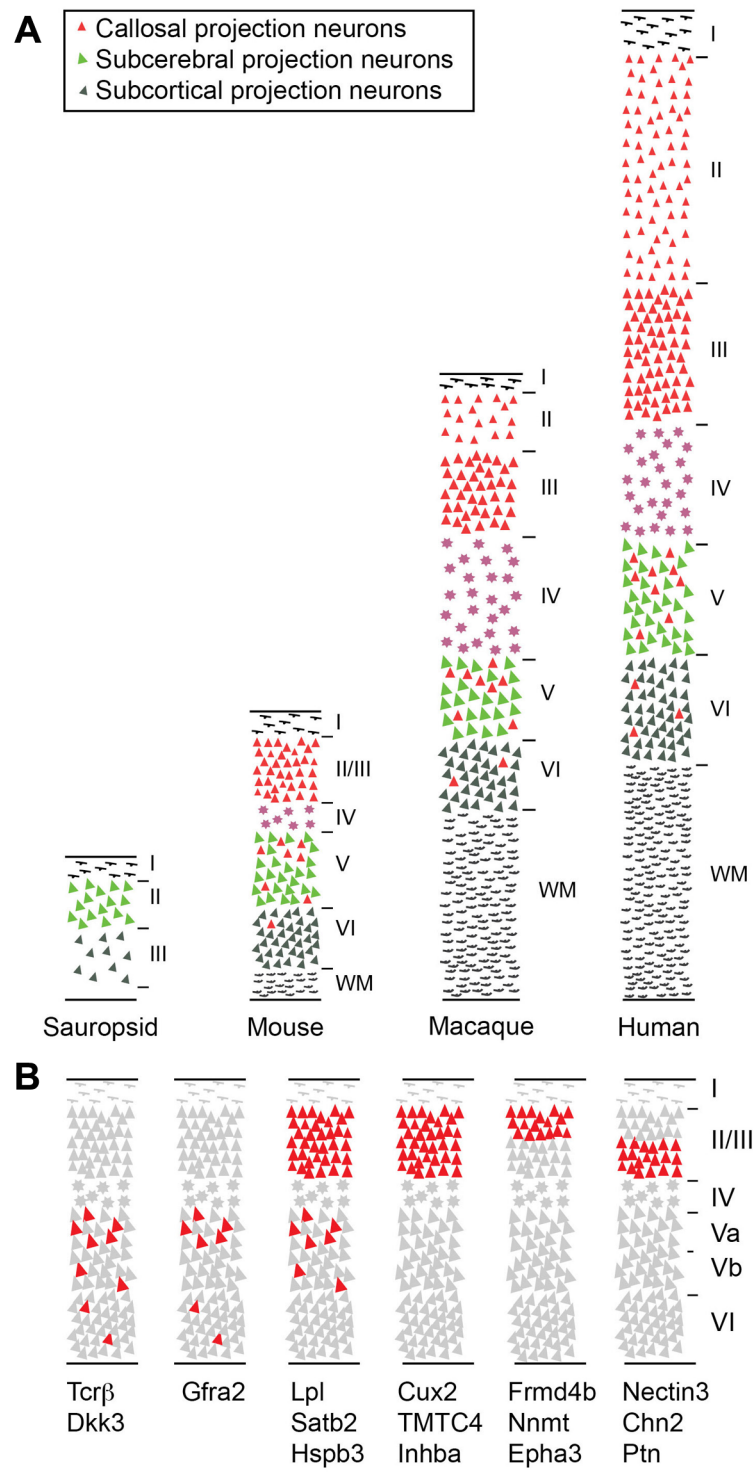 A
Callosal projection neurons
Subcerebral projection neurons
Subcortical projection neurons
I
II
III
Sauropsid
I
II/III
IV
V
VI
WM
Mouse
I
II
III
IV
V
VI
WM
Macaque
I
II
III
IV
V
VI
WM
Human
B
I
II/III
IV
Va
Vb
VI
Tcrβ
Dkk3
Gfra2
Lpl
Satb2
Hspb3
Cux2
TMTC4
Inhba
Frmd4b
Nnmt
Epha3
Nectin3
Chn2
Ptn